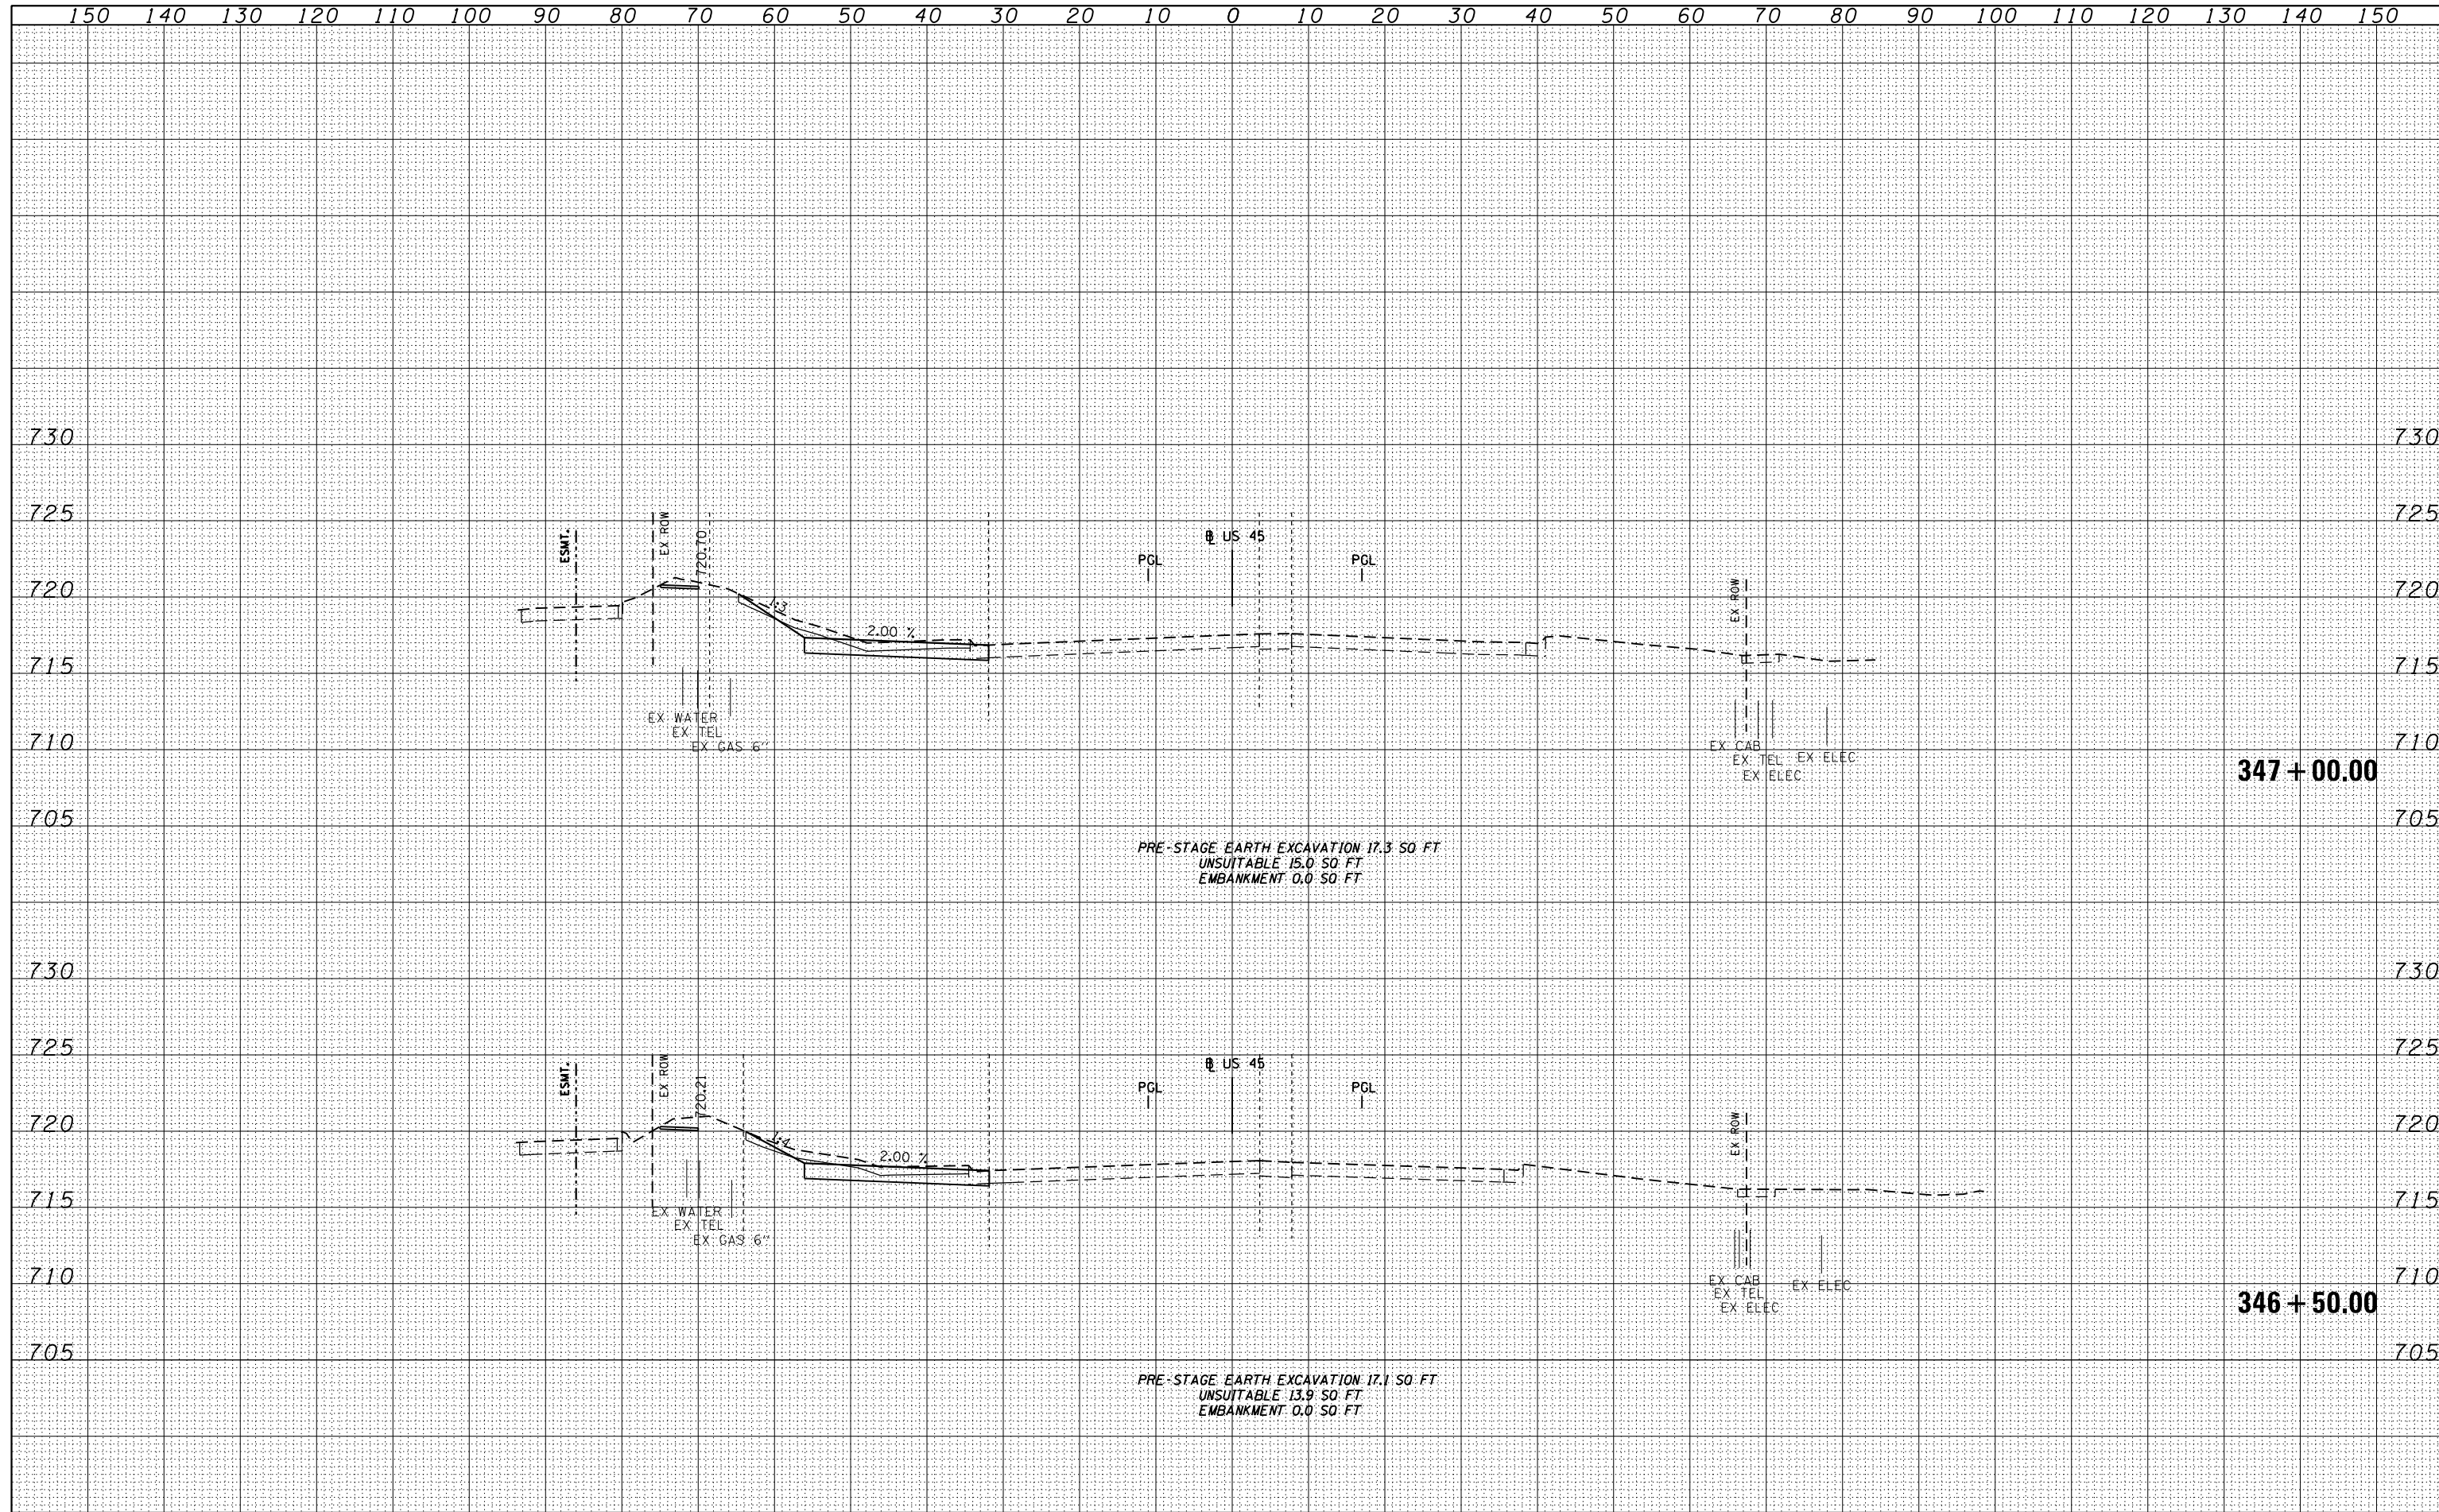 150 140 130 120 110 100 90 80 70 60 50 40 30 20 10 0 10 20 30 40 50 60 70 80 90 100 110 120 130 140 150
730 730
725 725
ESMT.
EX ROW
720.70
PGL
℄ US 45
PGL
EX ROW
720 720
1:3
2.00 %
715 715
EX WATER
EX TEL
EX GAS 6"
EX CAB
EX TEL
EX ELEC
EX ELEC
710 710
347+00.00
705 705
PRE-STAGE EARTH EXCAVATION 17.3 SQ FT
UNSUITABLE 15.0 SQ FT
EMBANKMENT 0.0 SQ FT
730 730
725 725
ESMT.
EX ROW
720.21
PGL
℄ US 45
PGL
EX ROW
720 720
1:4
2.00 %
715 715
EX WATER
EX TEL
EX GAS 6"
EX CAB
EX TEL
EX ELEC
EX ELEC
710 710
346+50.00
705 705
PRE-STAGE EARTH EXCAVATION 17.1 SQ FT
UNSUITABLE 13.9 SQ FT
EMBANKMENT 0.0 SQ FT